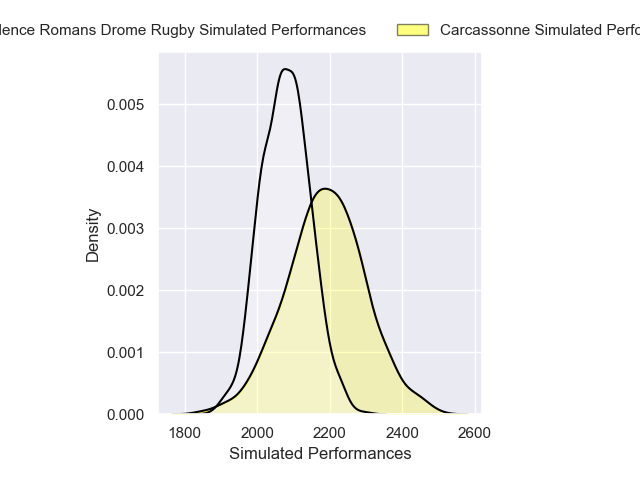 lence Romans Drome Rugby Simulated Performances Carcassonne Simulated Perfo
0.005
0.004
0.003
0.002
0.001
0.000
Density
1800 2000 2200 2400 2600
Simulated Performances